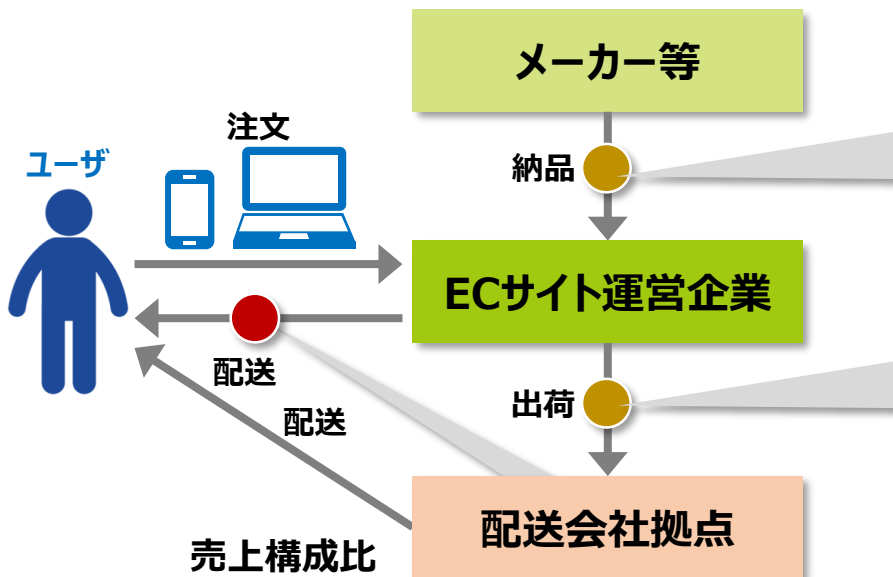 メーカー等
注文
ユーザ
納品
ECサイト運営企業
配送
出荷
配送
配送会社拠点
売上構成比